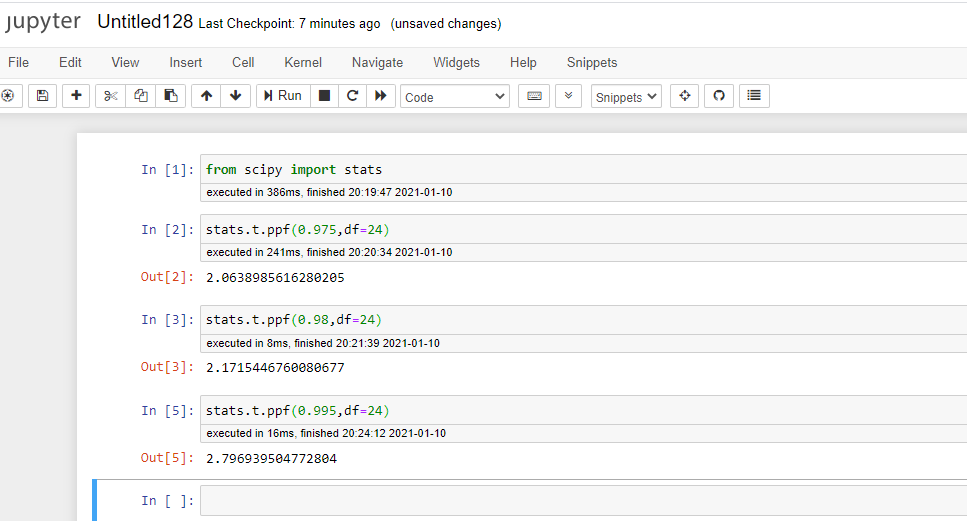 jupyter Untitled128 Last Checkpoint: 7 minutes ago (unsaved changes)
File Edit View Insert Cell Kernel Navigate Widgets Help Snippets
Run Code Snippets
In [1]: from scipy import stats
executed in 386ms, finished 20:19:47 2021-01-10
In [2]: stats.t.ppf(0.975,df=24)
executed in 241ms, finished 20:20:34 2021-01-10
Out[2]: 2.0638985616280205
In [3]: stats.t.ppf(0.98,df=24)
executed in 8ms, finished 20:21:39 2021-01-10
Out[3]: 2.1715446760080677
In [5]: stats.t.ppf(0.995,df=24)
executed in 16ms, finished 20:24:12 2021-01-10
Out[5]: 2.796939504772804
In [ ]: